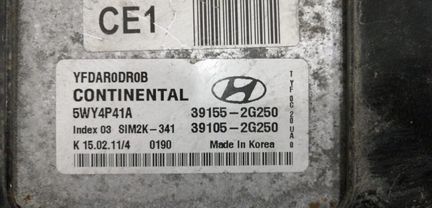 CE1
YFDAR0DR0B
CONTINENTAL
5WY4P41A 39155-2G250
Index 03 SIM2K-341 39105-2G250
K 15.02.11/4 0190 Made in Korea